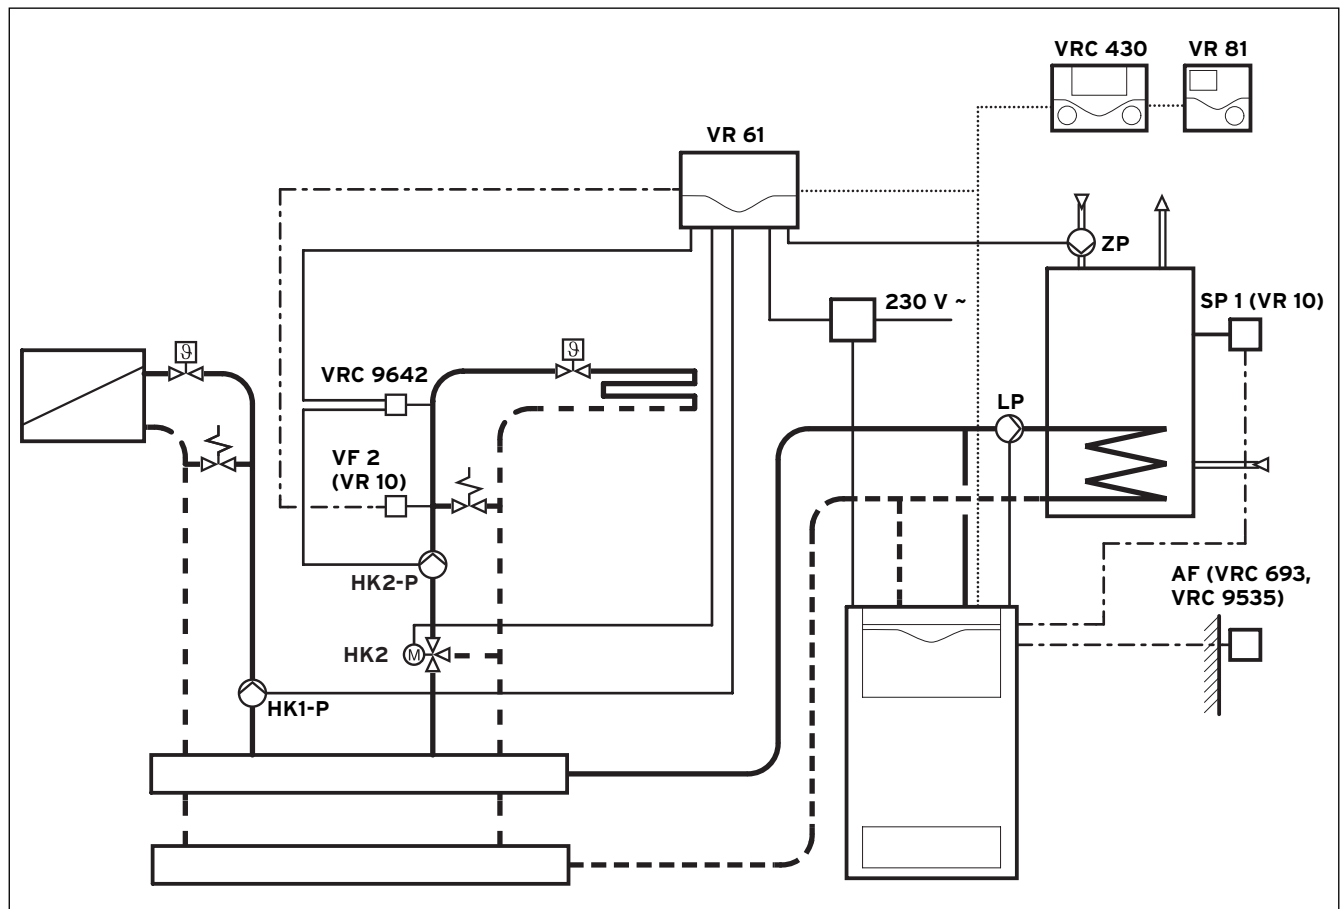 VRC 430
VR 81
VR 61
ZP
SP 1 (VR 10)
230 V ~
ϑ
ϑ
VRC 9642
LP
VF 2
(VR 10)
HK2-P
AF (VRC 693,
VRC 9535)
HK2
M
HK1-P